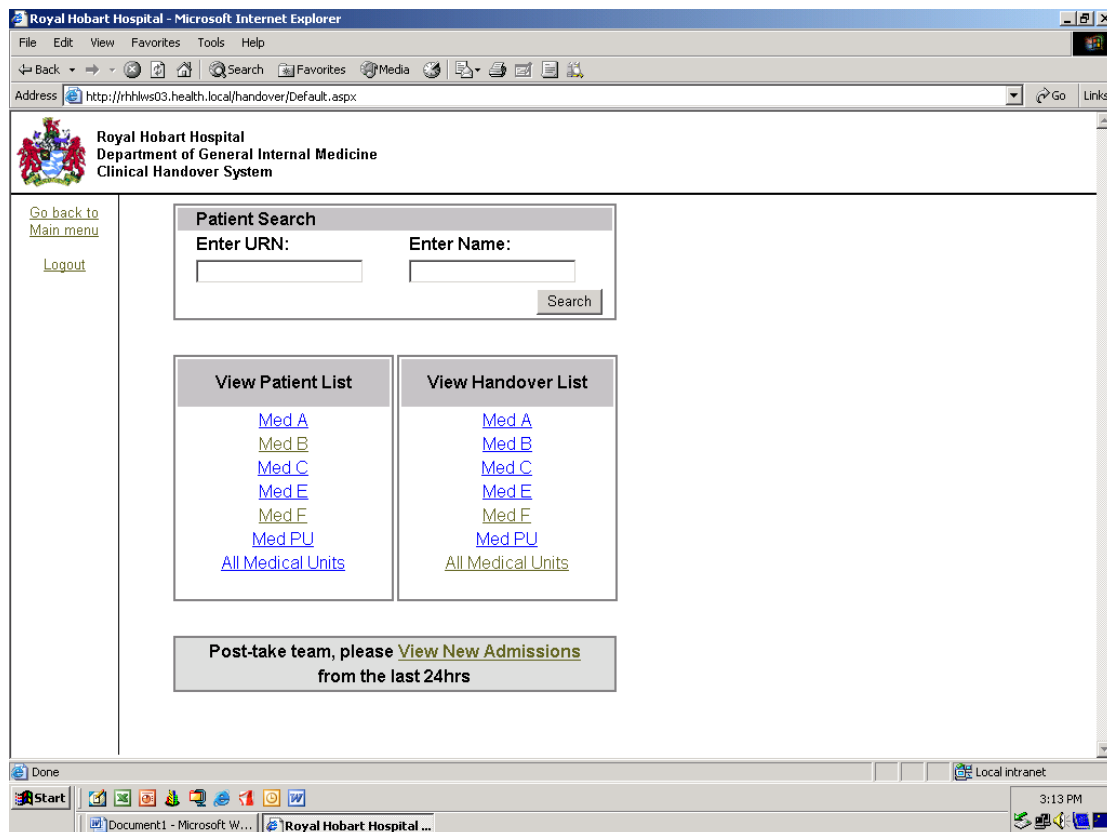 Royal Hobart Hospital - Microsoft Internet Explorer
File Edit View Favorites Tools Help
Back Search Favorites Media
Address http://rhhlws03.health.local/handover/Default.aspx Go Links
Royal Hobart Hospital
Department of General Internal Medicine
Clinical Handover System
Go back to
Main menu
Logout
Patient Search
Enter URN: Enter Name:
Search
View Patient List View Handover List
Med A Med A
Med B Med B
Med C Med C
Med E Med E
Med F Med F
Med PU Med PU
All Medical Units All Medical Units
Post-take team, please View New Admissions
from the last 24hrs
Done Local intranet
Start 3:13 PM
Document1 - Microsoft W... Royal Hobart Hospital ...